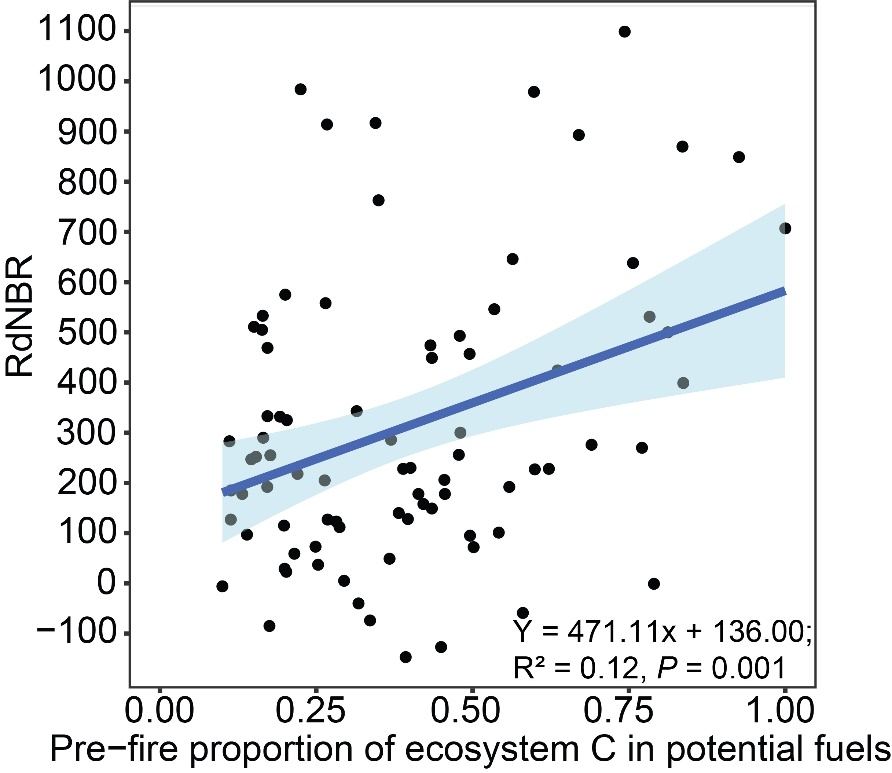 1100
1000
900
800
700
600
500
400
300
200
100
0
−100
RdNBR
Y = 471.11x + 136.00;
R² = 0.12, P = 0.001
0.00 0.25 0.50 0.75 1.00
Pre−fire proportion of ecosystem C in potential fuels